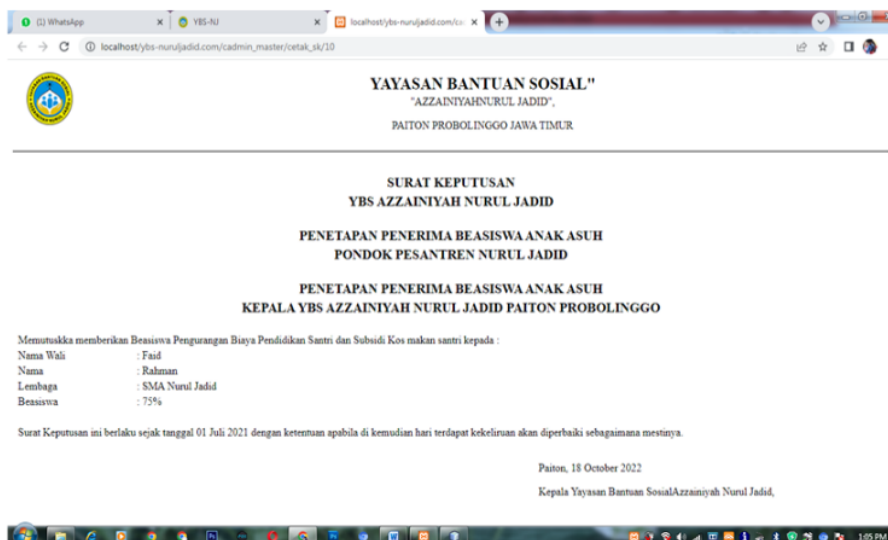 (1) WhatsApp
YBS-NJ
localhost/ybs-nuruljadid.com/ca
localhost/ybs-nuruljadid.com/cadmin_master/cetak_sk/10
YAYASAN BANTUAN SOSIAL"
"AZZAINIYAHNURUL JADID",
PAITON PROBOLINGGO JAWA TIMUR
SURAT KEPUTUSAN
YBS AZZAINIYAH NURUL JADID
PENETAPAN PENERIMA BEASISWA ANAK ASUH
PONDOK PESANTREN NURUL JADID
PENETAPAN PENERIMA BEASISWA ANAK ASUH
KEPALA YBS AZZAINIYAH NURUL JADID PAITON PROBOLINGGO
Memutuskka memberikan Beasiswa Pengurangan Biaya Pendidikan Santri dan Subsidi Kos makan santri kepada :
Nama Wali : Faid
Nama : Rahman
Lembaga : SMA Nurul Jadid
Beasiswa : 75%
Surat Keputusan ini berlaku sejak tanggal 01 Juli 2021 dengan ketentuan apabila di kemudian hari terdapat kekeliruan akan diperbaiki sebagaimana mestinya.
Paiton, 18 October 2022
Kepala Yayasan Bantuan SosialAzzainiyah Nurul Jadid,
1:05 PM